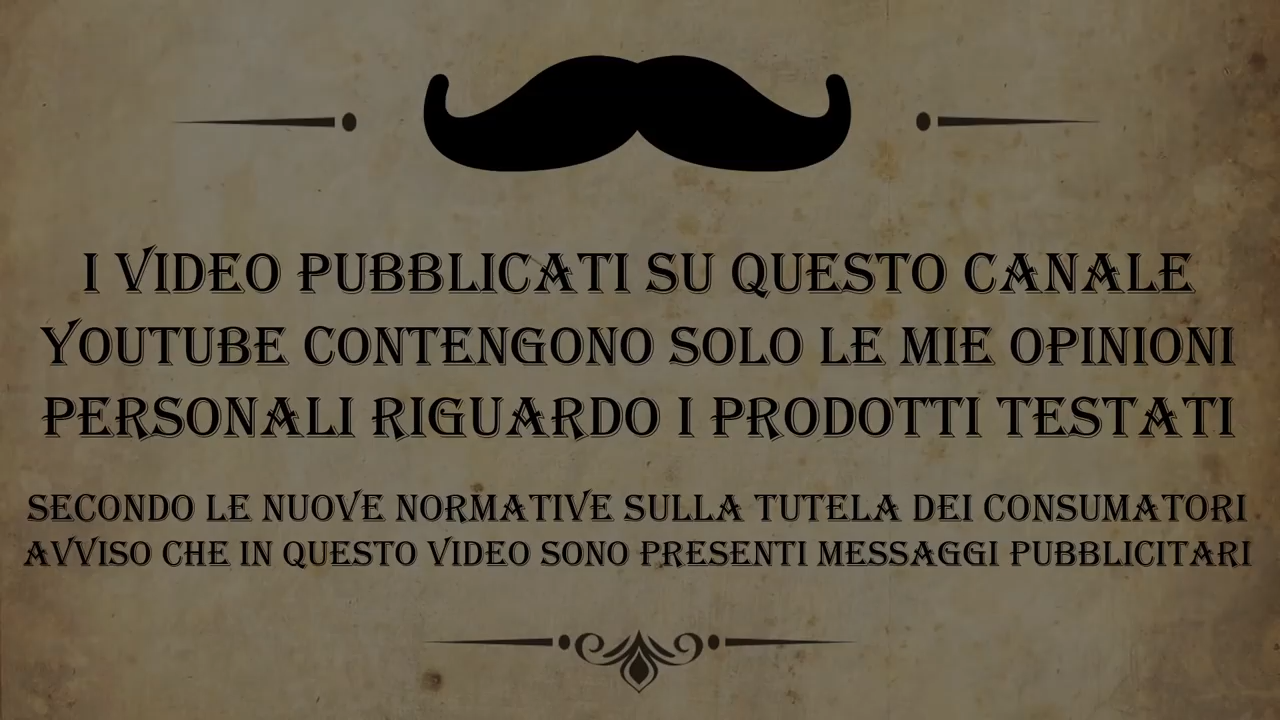 I VIDEO PUBBLICATI SU QUESTO CANALE
YOUTUBE CONTENGONO SOLO LE MIE OPINIONI
PERSONALI RIGUARDO I PRODOTTI TESTATI
SECONDO LE NUOVE NORMATIVE SULLA TUTELA DEI CONSUMATORI
AVVISO CHE IN QUESTO VIDEO SONO PRESENTI MESSAGGI PUBBLICITARI